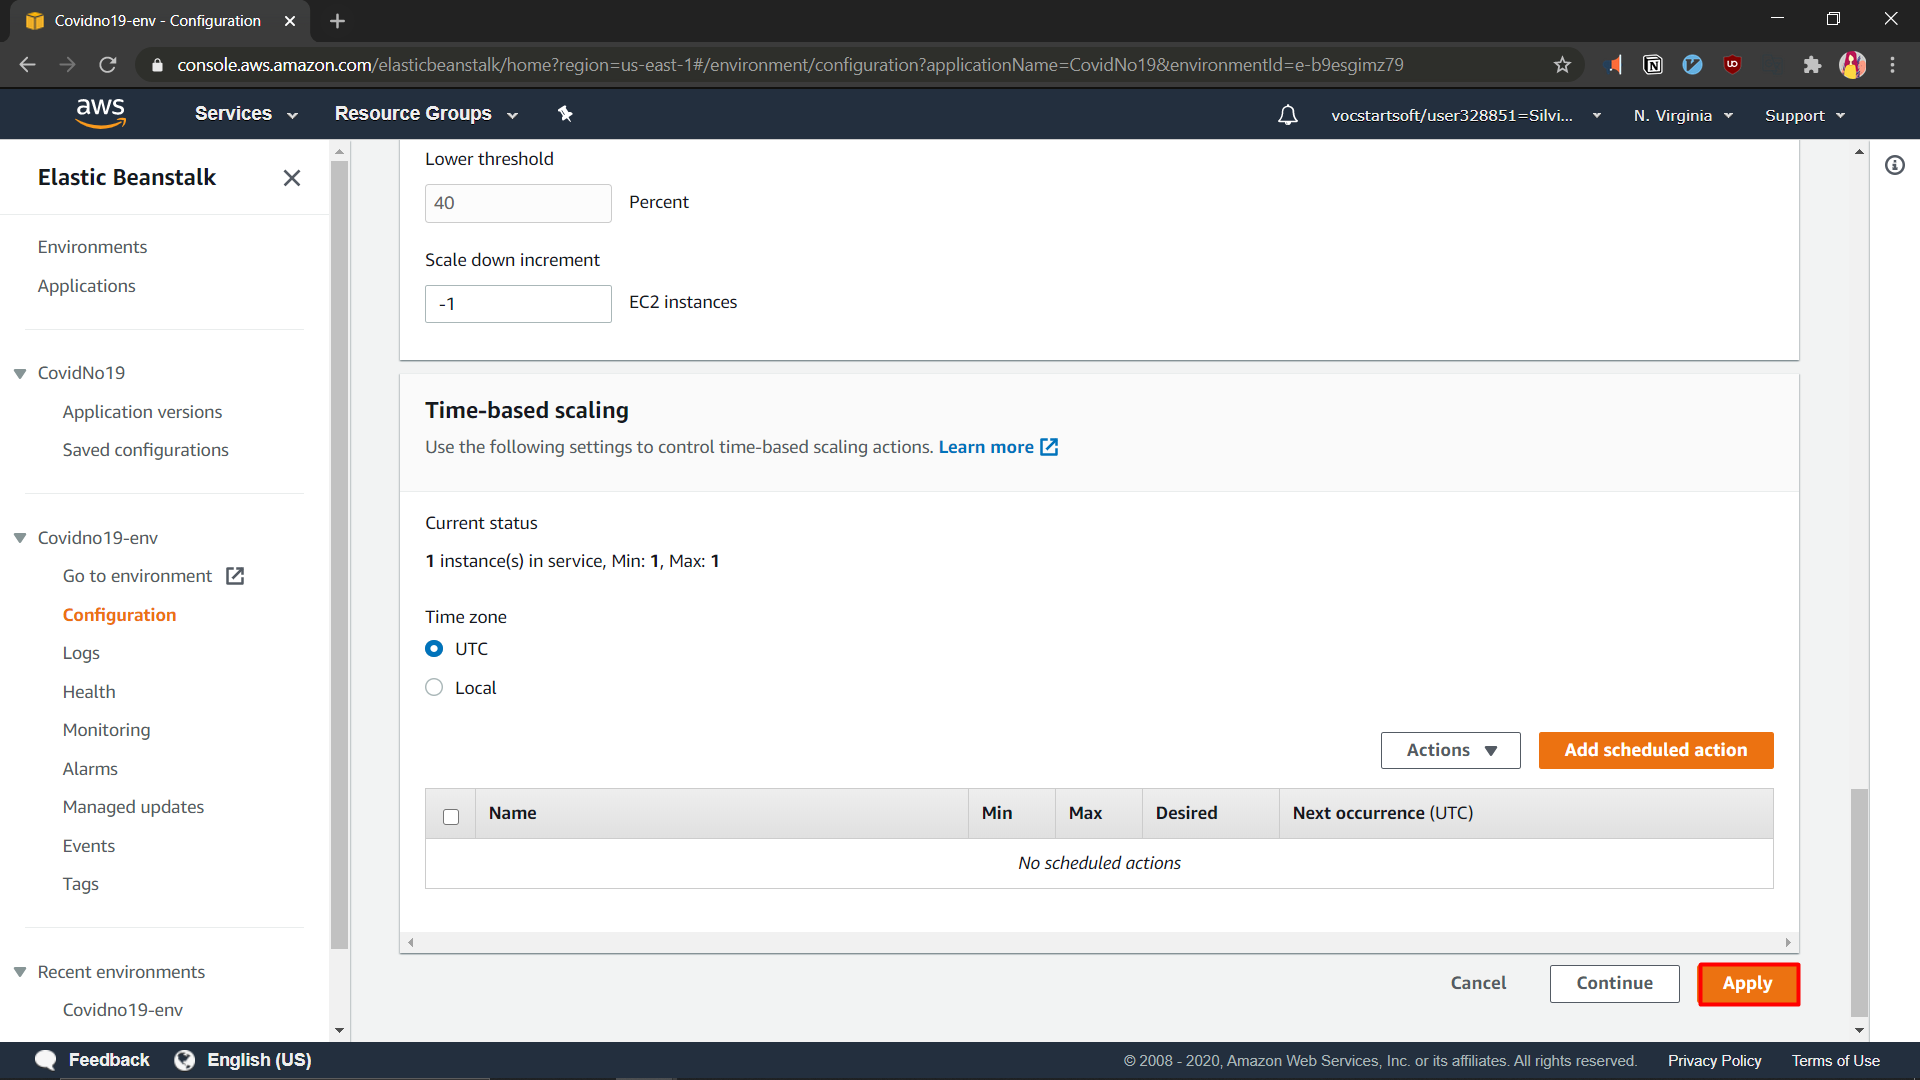 Covidno19-env - Configuration
console.aws.amazon.com/elasticbeanstalk/home?region=us-east-1#/environment/configuration?applicationName=CovidNo19&environmentId=e-b9esgimz79
aws
Services
Resource Groups
vocstartsoft/user328851=Silvi...
N. Virginia
Support
Elastic Beanstalk
Environments
Applications
CovidNo19
Application versions
Saved configurations
Covidno19-env
Go to environment
Configuration
Logs
Health
Monitoring
Alarms
Managed updates
Events
Tags
Recent environments
Covidno19-env
Lower threshold
40 Percent
Scale down increment
-1 EC2 instances
Time-based scaling
Use the following settings to control time-based scaling actions. Learn more
Current status
1 instance(s) in service, Min: 1, Max: 1
Time zone
UTC
Local
Actions
Add scheduled action
Name Min Max Desired Next occurrence (UTC)
No scheduled actions
Cancel
Continue
Apply
Feedback
English (US)
© 2008 - 2020, Amazon Web Services, Inc. or its affiliates. All rights reserved.
Privacy Policy
Terms of Use